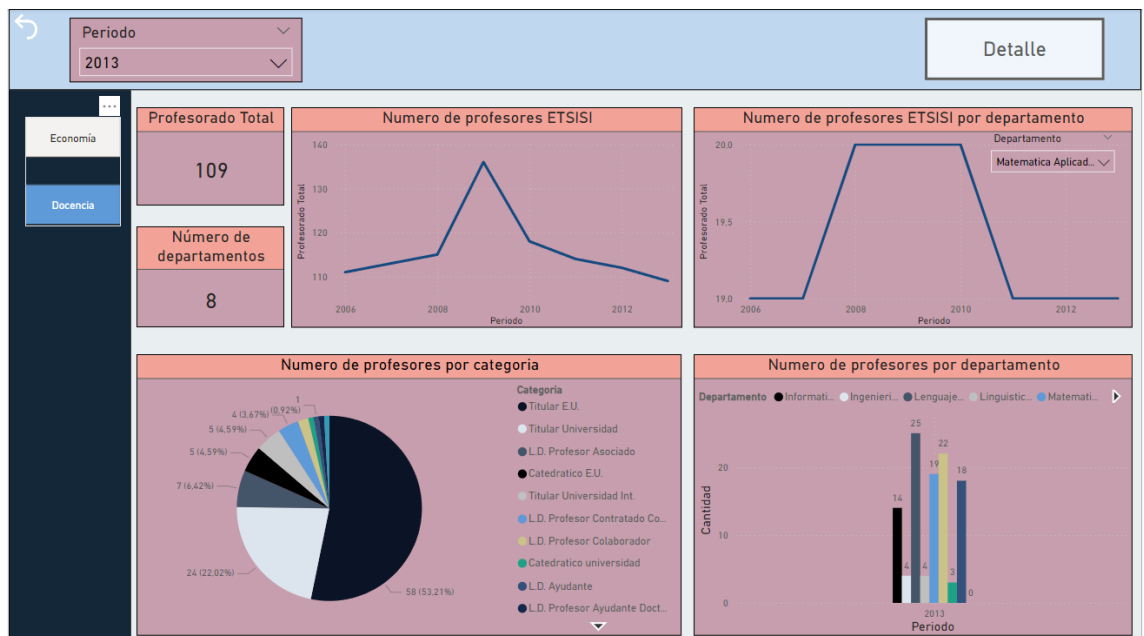 Periodo
2013
Detalle
...
Economía
Docencia
Profesorado Total
109
Número de
departamentos
8
Numero de profesores ETSISI
140
130
120
110
Profesorado Total
2006
2008
2010
2012
Periodo
Numero de profesores ETSISI por departamento
Departamento
Matematica Aplicad...
20,0
19,5
19,0
Profesorado Total
2006
2008
2010
2012
Periodo
Numero de profesores por categoria
1
(0,92%)
4 (3,67%)
5 (4,59%)
5 (4,59%)
7 (6,42%)
24 (22,02%)
58 (53,21%)
Categoria
Titular E.U.
Titular Universidad
L.D. Profesor Asociado
Catedratico E.U.
Titular Universidad Int.
L.D. Profesor Contratado Co...
L.D. Profesor Colaborador
Catedratico universidad
L.D. Ayudante
L.D. Profesor Ayudante Doct...
Numero de profesores por departamento
Departamento Informati... Ingenieri... Lenguaje... Linguistic... Matemati...
Cantidad
20
10
0
14
4
25
4
19
22
3
18
0
2013
Periodo